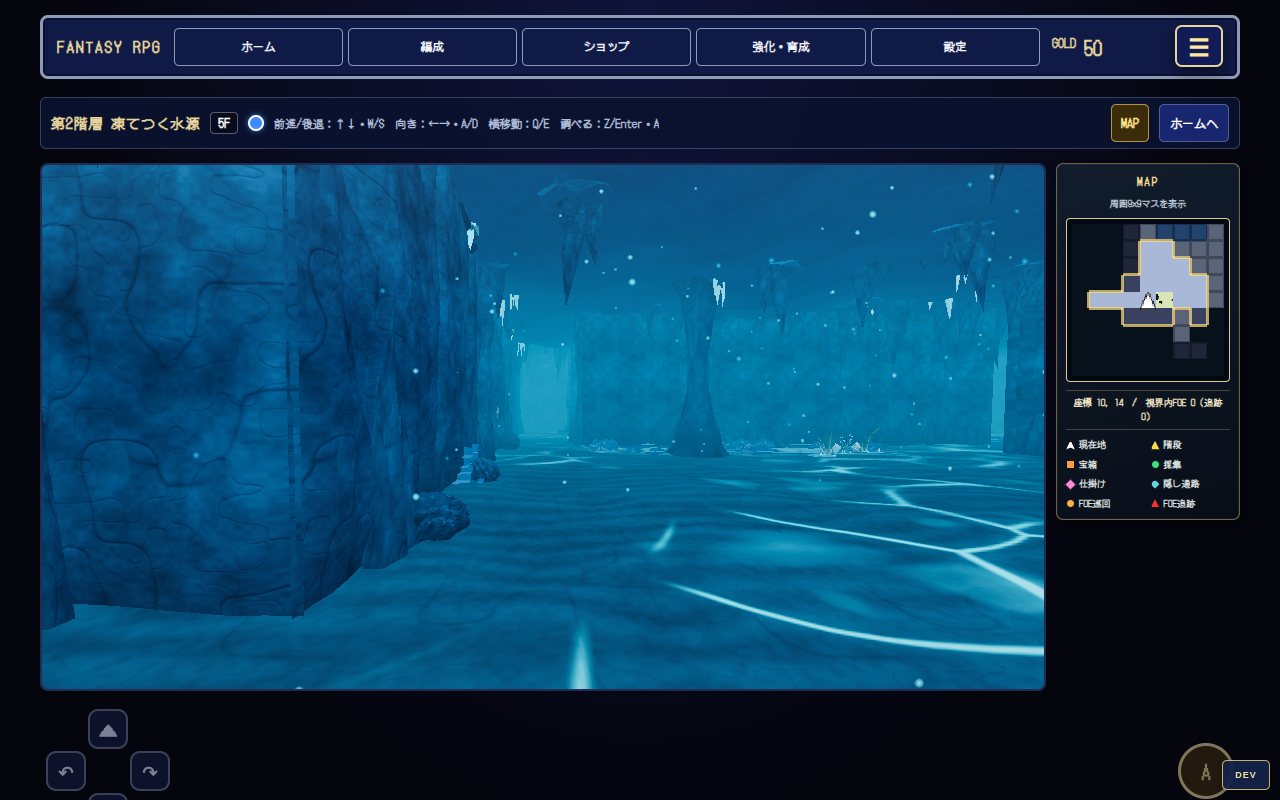 FANTASY RPG
ホーム
編成
ショップ
強化・育成
設定
GOLD 50
第2階層 凍てつく水源
5F
前進/後退：↑↓・W/S 向き：←→・A/D 横移動：Q/E 調べる：Z/Enter・A
MAP
ホームへ
MAP
周囲9x9マスを表示
座標 10, 14 / 視界内FOE 0 (追跡
0)
現在地
階段
宝箱
採集
仕掛け
隠し通路
FOE巡回
FOE追跡
A
DEV